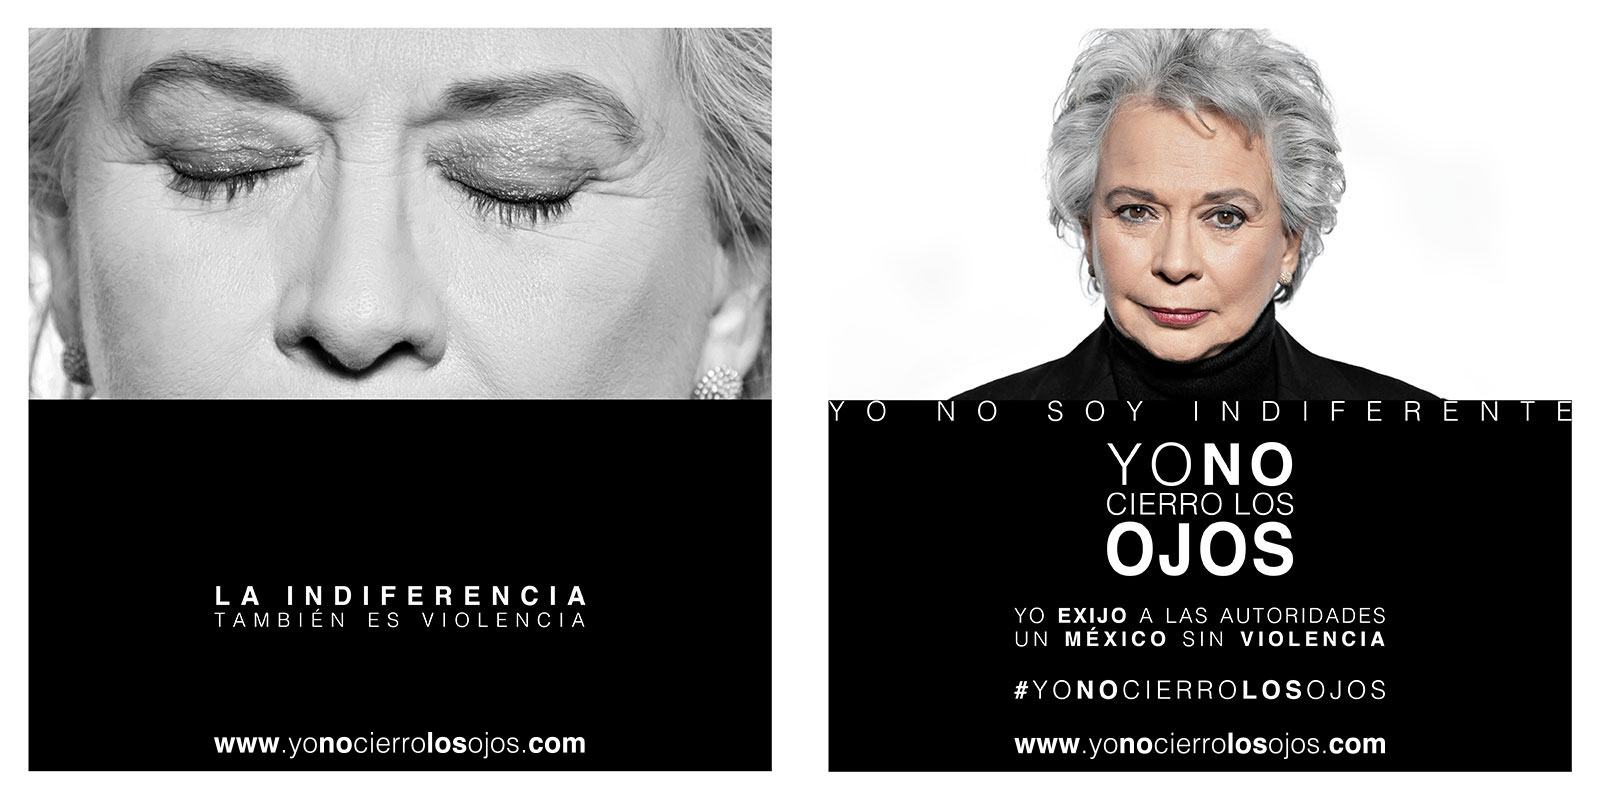 LA INDIFERENCIA
TAMBIÉN ES VIOLENCIA
www.yonocierrolosojos.com
YO NO SOY INDIFERENTE
YONO
CIERRO LOS
OJOS
YO EXIJO A LAS AUTORIDADES
UN MÉXICO SIN VIOLENCIA
#YONOCIERROLOSOJOS
www.yonocierrolosojos.com